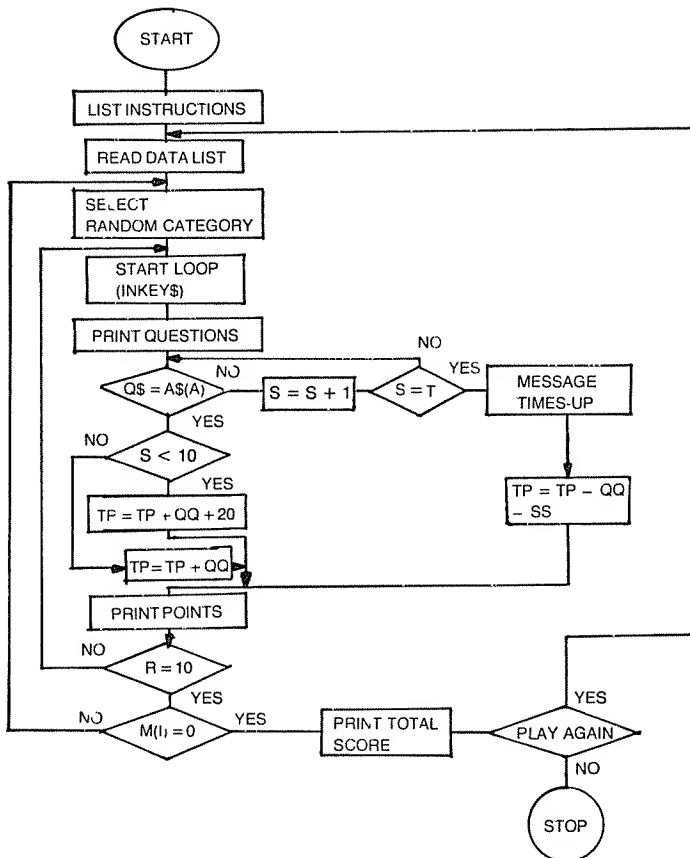 START
LIST INSTRUCTIONS
READ DATA LIST
SELECT
RANDOM CATEGORY
START LOOP
(INKEY$)
PRINT QUESTIONS
NO
Q$ = A$(A)
NO
S = S + 1
S = T
YES
MESSAGE
TIMES-UP
YES
NO
S < 10
YES
TP = TP + QQ + 20
TP = TP - QQ
- SS
TP = TP + QQ
PRINT POINTS
NO
R = 10
YES
NO
M(I) = 0
YES
PRINT TOTAL
SCORE
YES
PLAY AGAIN
NO
STOP